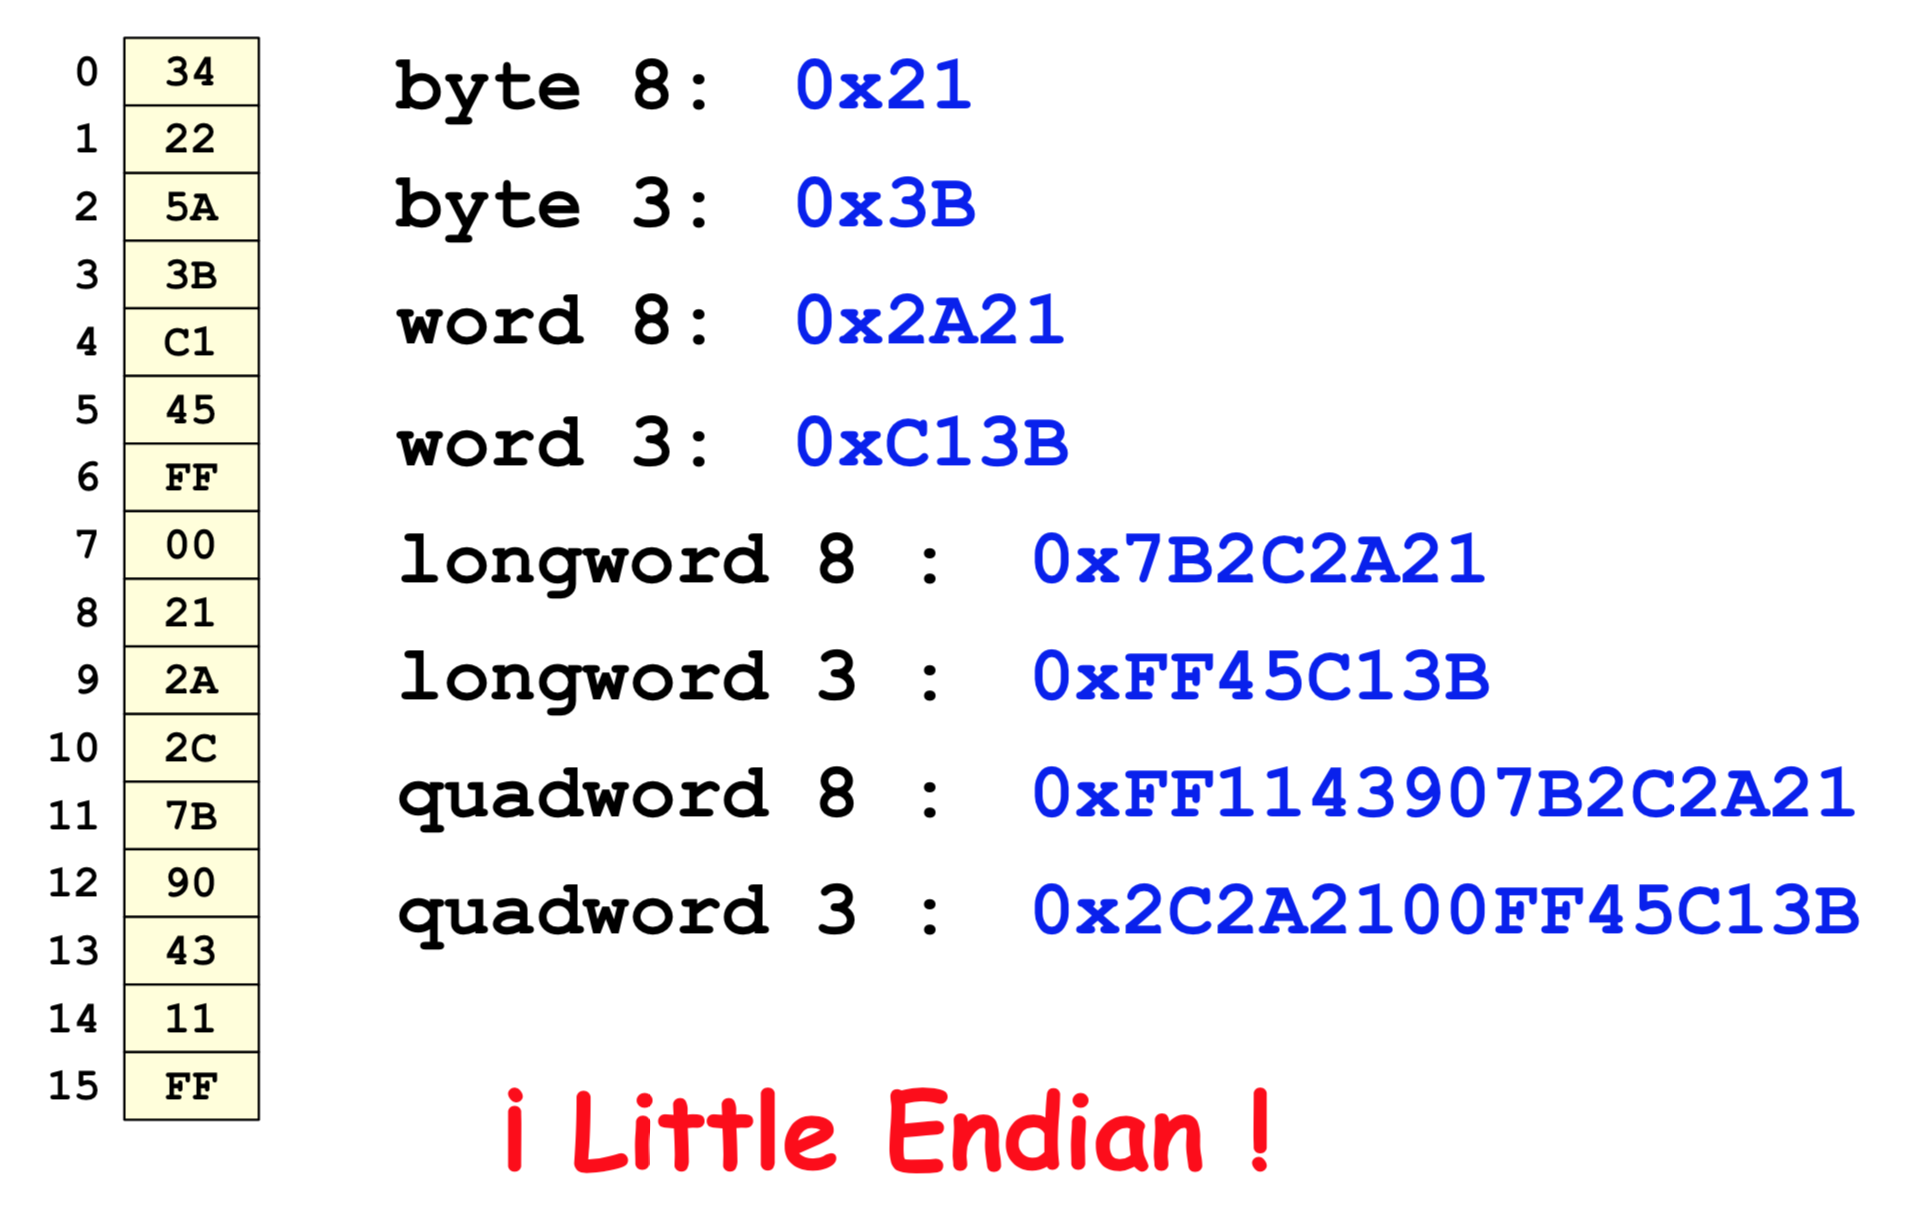 0 34
1 22
2 5A
3 3B
4 C1
5 45
6 FF
7 00
8 21
9 2A
10 2C
11 7B
12 90
13 43
14 11
15 FF
byte 8: 0x21
byte 3: 0x3B
word 8: 0x2A21
word 3: 0xC13B
longword 8 : 0x7B2C2A21
longword 3 : 0xFF45C13B
quadword 8 : 0xFF1143907B2C2A21
quadword 3 : 0x2C2A2100FF45C13B
¡ Little Endian !